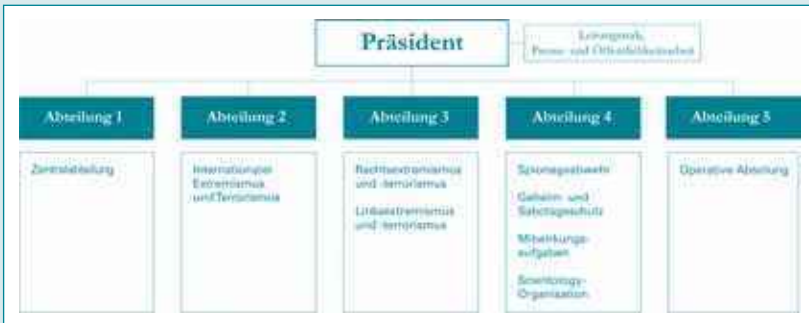 Präsident
Leitungsstab,
Presse- und Öffentlichkeitsarbeit
Abteilung 1
Abteilung 2
Abteilung 3
Abteilung 4
Abteilung 5
Zentralabteilung
Internationaler
Extremismus
und Terrorismus
Rechtsextremismus
und -terrorismus
Linksextremismus
und -terrorismus
Spionageabwehr
Geheim- und
Sabotageschutz
Mitwirkungs-
aufgaben
Scientology-
Organisation
Operative Abteilung